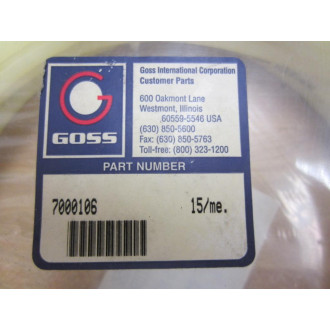 GOSS
Goss International Corporation
Customer Parts
600 Oakmont Lane
Westmont, Illinois
,60559-5546 USA
(630) 850-5600
Fax: (630) 850-5763
Toll-free: (800) 323-1200
PART NUMBER
7000106 15/me.